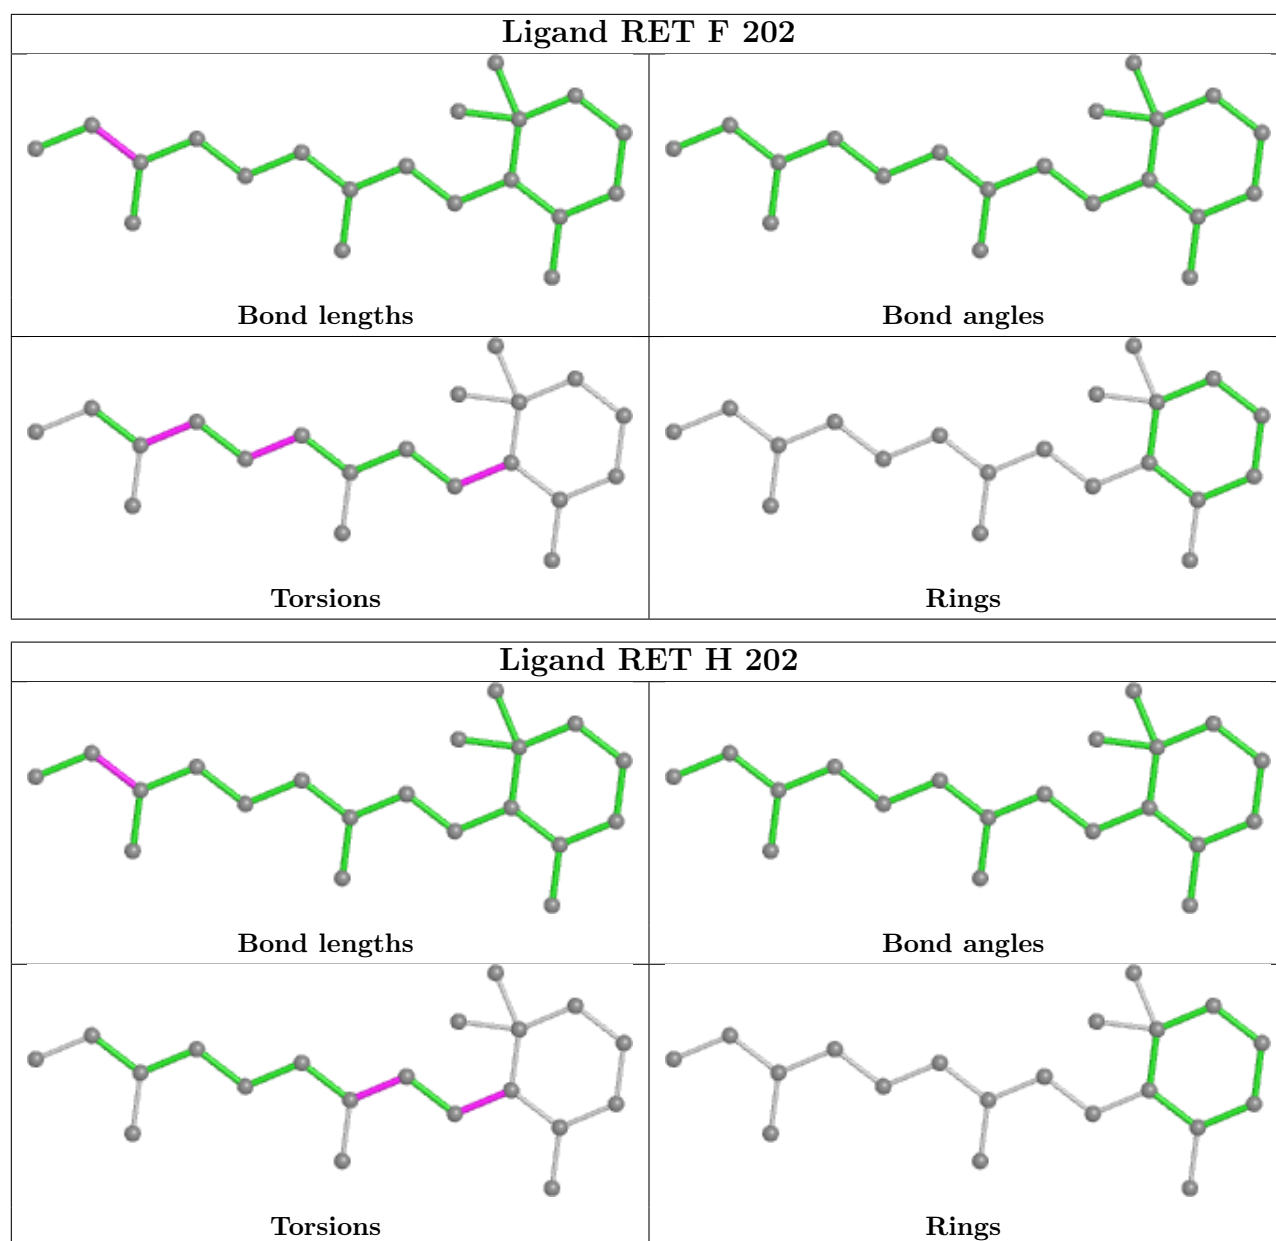 Ligand RET F 202
Bond lengths
Bond angles
Torsions
Rings
Ligand RET H 202
Bond lengths
Bond angles
Torsions
Rings